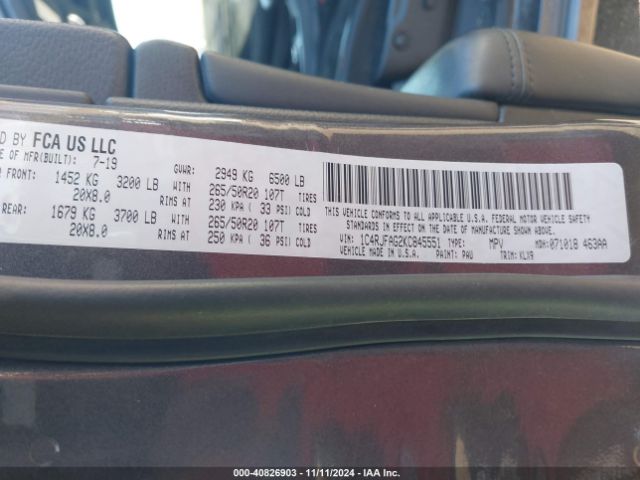 D BY FCA US LLC
E OF MFR(BUILT): 7-19 GVWR: 2949 KG 6500 LB
FRONT: 1452 KG 3200 LB WITH 265/50R20 107T TIRES
20X8.0 RIMS AT 230 KPA ( 33 PSI) COLD
REAR: 1679 KG 3700 LB WITH 265/50R20 107T TIRES
20X8.0 RIMS AT 250 KPA ( 36 PSI) COLD
THIS VEHICLE CONFORMS TO ALL APPLICABLE U.S.A. FEDERAL MOTOR VEHICLE SAFETY
STANDARDS IN EFFECT ON THE DATE OF MANUFACTURE SHOWN ABOVE.
VIN: 1C4RJFAG2KC845551 TYPE: MPV MDH: 071018 463AA
VEHICLE MADE IN U.S.A. PAINT: PAU TRIM: KLX9
000-40826903 - 11/11/2024 - IAA Inc.